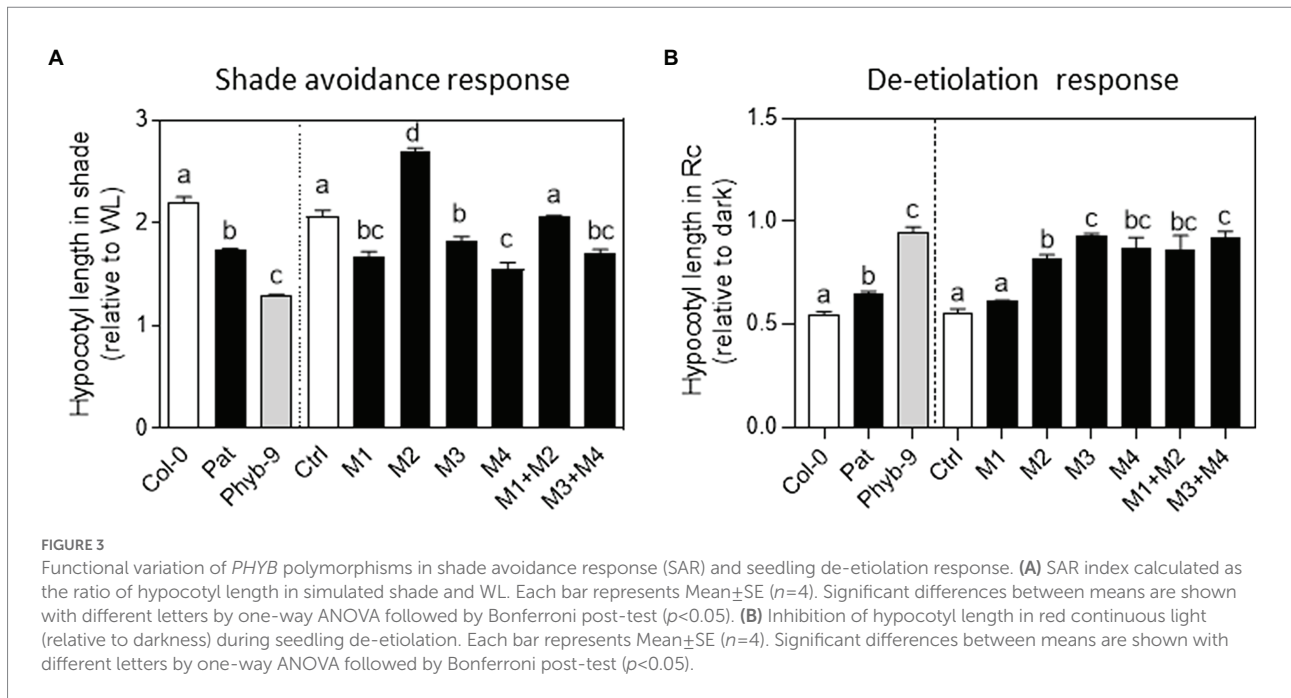 A
Shade avoidance response
Hypocotyl length in shade
(relative to WL)
3
2
1
0
a
b
c
a
bc
d
b
c
a
bc
Col-0
Pat
Phyb-9
Ctrl
M1
M2
M3
M4
M1+M2
M3+M4
B
De-etiolation response
Hypocotyl length in Rc
(relative to dark)
1.5
1.0
0.5
0.0
a
b
c
a
a
b
c
bc
bc
c
Col-0
Pat
Phyb-9
Ctrl
M1
M2
M3
M4
M1+M2
M3+M4
FIGURE 3
Functional variation of PHYB polymorphisms in shade avoidance response (SAR) and seedling de-etiolation response. (A) SAR index calculated as
the ratio of hypocotyl length in simulated shade and WL. Each bar represents Mean±SE (n=4). Significant differences between means are shown
with different letters by one-way ANOVA followed by Bonferroni post-test (p<0.05). (B) Inhibition of hypocotyl length in red continuous light
(relative to darkness) during seedling de-etiolation. Each bar represents Mean±SE (n=4). Significant differences between means are shown with
different letters by one-way ANOVA followed by Bonferroni post-test (p<0.05).